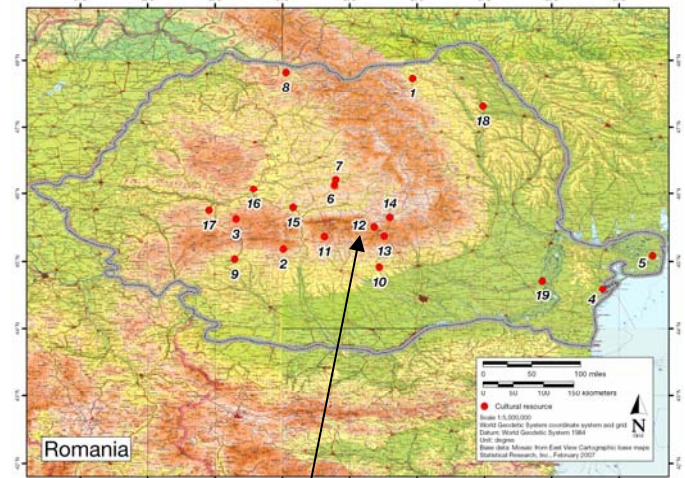 8
1
18
7
6
16
17
3
15
14
12
11
13
9
2
10
5
4
19
0 50 100 miles
0 50 100 150 kilometers
Cultural resource
Scale 1:5,000,000
World Geodetic System coordinate system and grid
Datum: World Geodetic System 1984
Unit: degree
Base data: Mosaic from East View Cartographic base maps
Statistical Research, Inc., February 2007
N
Romania